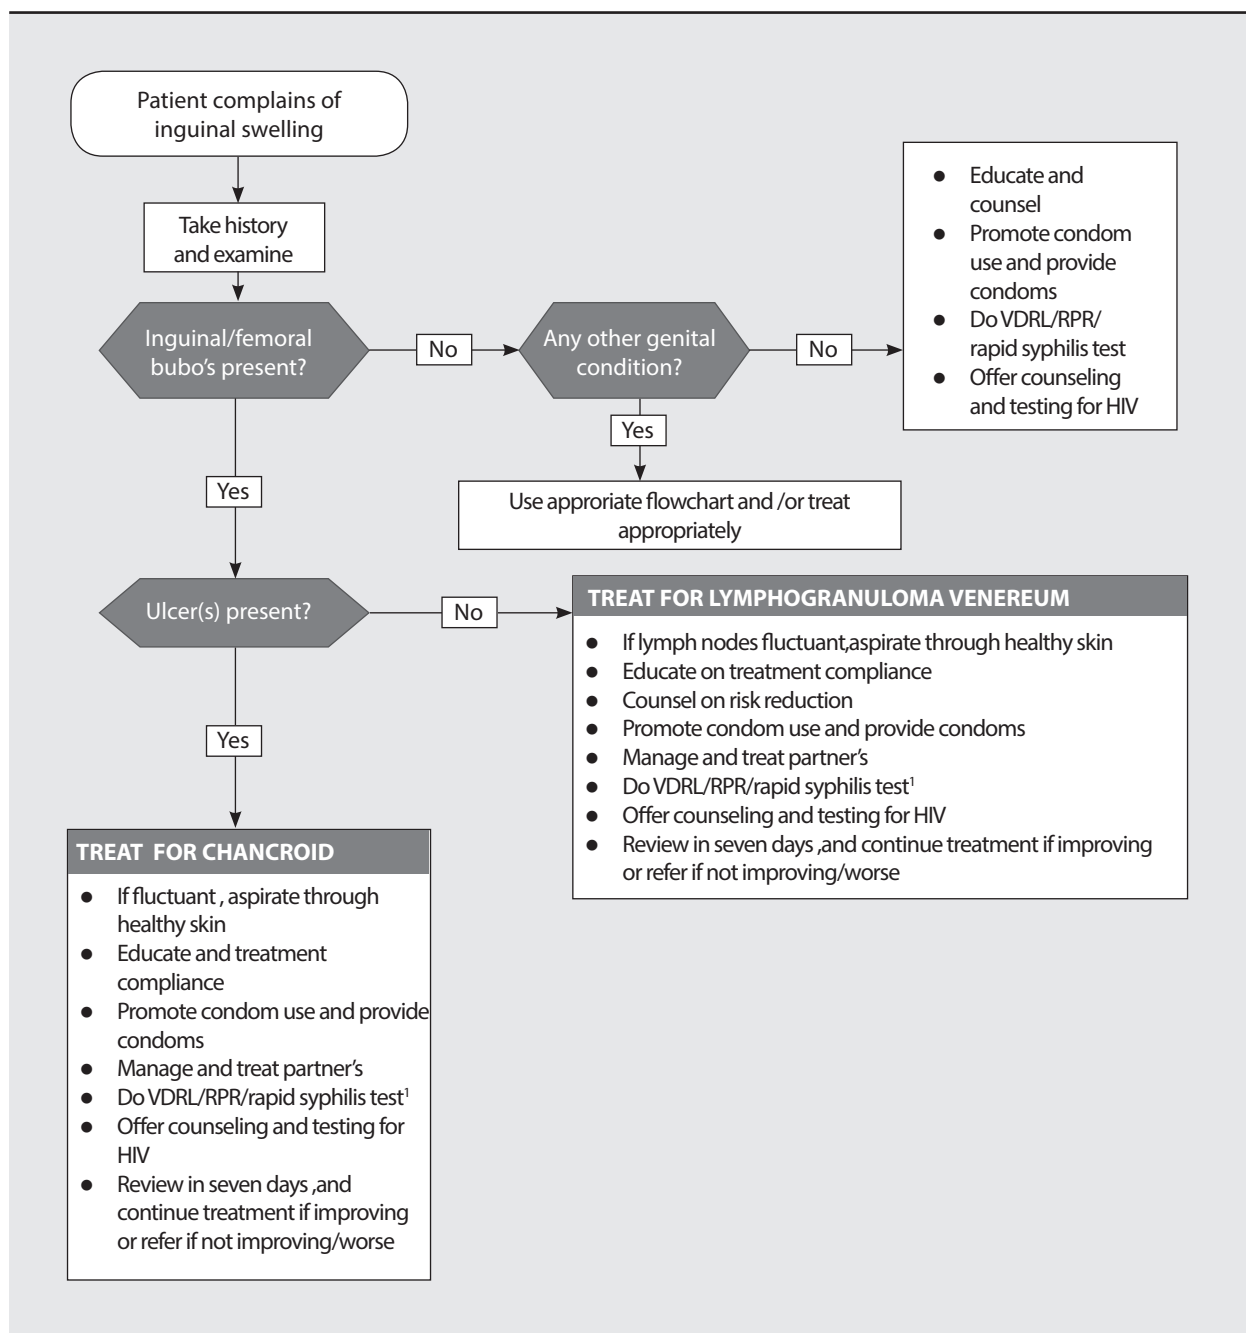 Patient complains of
inguinal swelling
Take history
and examine
Inguinal/femoral
bubo's present?
No
Any other genital
condition?
No
● Educate and
counsel
● Promote condom
use and provide
condoms
● Do VDRL/RPR/
rapid syphilis test
● Offer counseling
and testing for HIV
Yes
Use approriate flowchart and /or treat
appropriately
Yes
Ulcer(s) present?
No
TREAT FOR LYMPHOGRANULOMA VENEREUM
● If lymph nodes fluctuant,aspirate through healthy skin
● Educate on treatment compliance
● Counsel on risk reduction
● Promote condom use and provide condoms
● Manage and treat partner's
● Do VDRL/RPR/rapid syphilis test¹
● Offer counseling and testing for HIV
● Review in seven days ,and continue treatment if improving
or refer if not improving/worse
Yes
TREAT FOR CHANCROID
● If fluctuant , aspirate through
healthy skin
● Educate and treatment
compliance
● Promote condom use and provide
condoms
● Manage and treat partner's
● Do VDRL/RPR/rapid syphilis test¹
● Offer counseling and testing for
HIV
● Review in seven days ,and
continue treatment if improving
or refer if not improving/worse